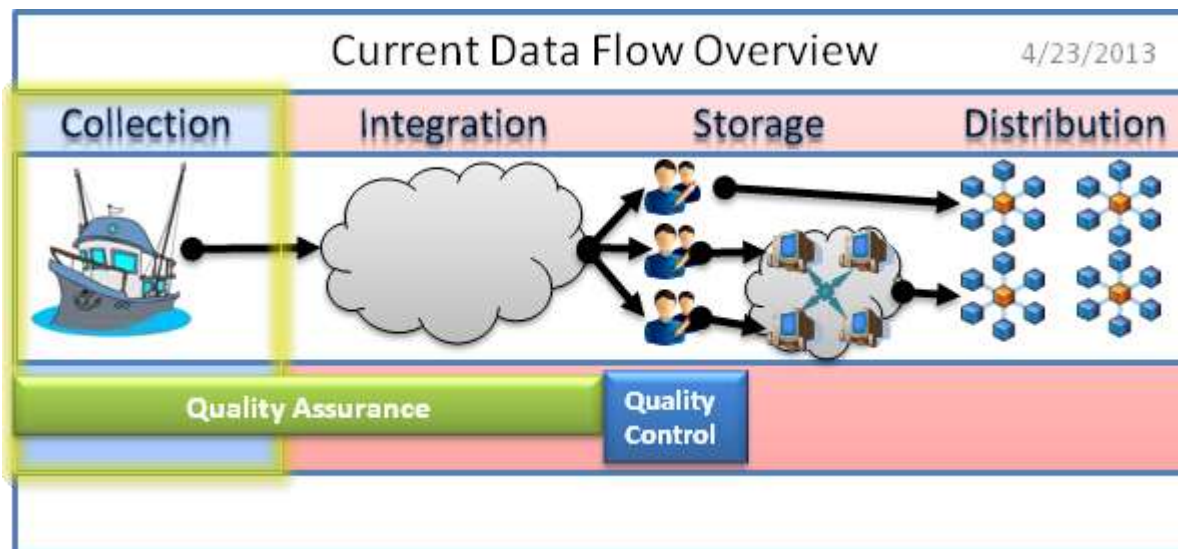 Current Data Flow Overview
4/23/2013
Collection
Integration
Storage
Distribution
Quality Assurance
Quality
Control